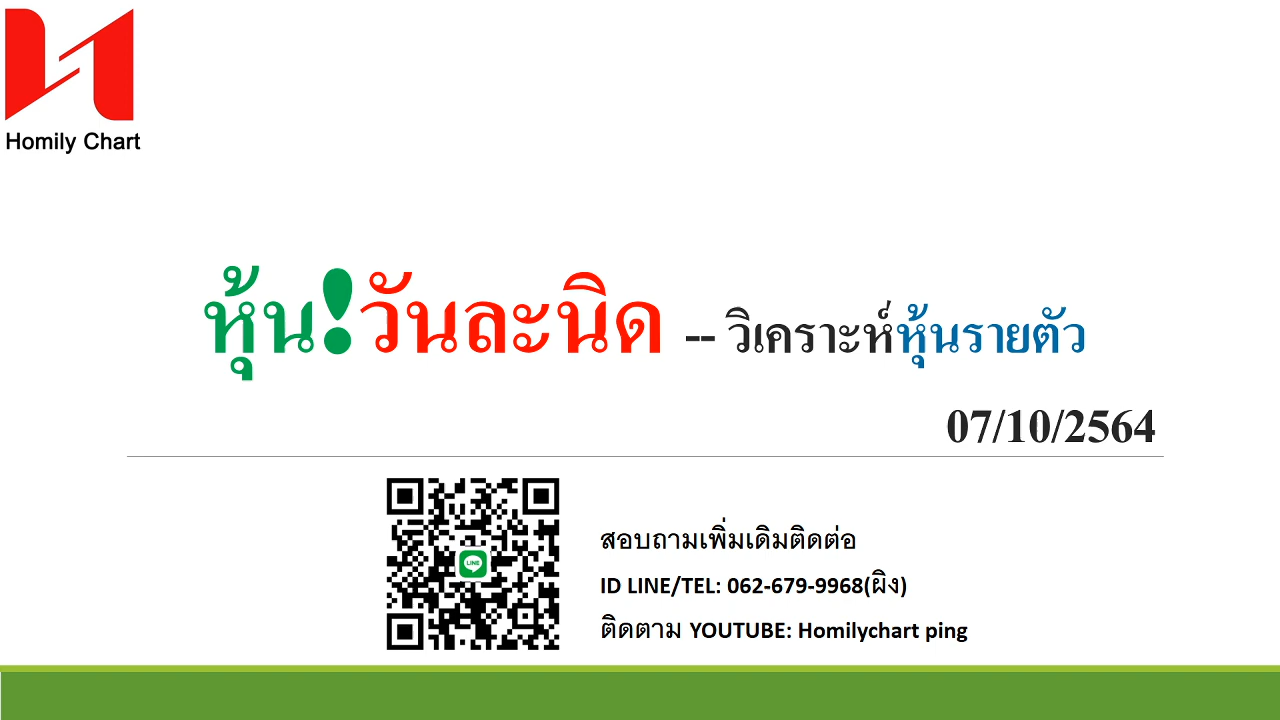 Homily Chart
หุ้น!วันละนิด -- วิเคราะห์หุ้นรายตัว
07/10/2564
LINE
สอบถามเพิ่มเดิมติดต่อ
ID LINE/TEL: 062-679-9968(ผิง)
ติดตาม YOUTUBE: Homilychart ping